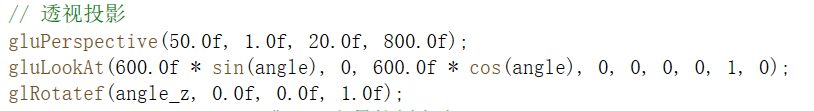 // 透视投影
gluPerspective(50.0f, 1.0f, 20.0f, 800.0f);
gluLookAt(600.0f * sin(angle), 0, 600.0f * cos(angle), 0, 0, 0, 0, 1, 0);
glRotatef(angle_z, 0.0f, 0.0f, 1.0f);